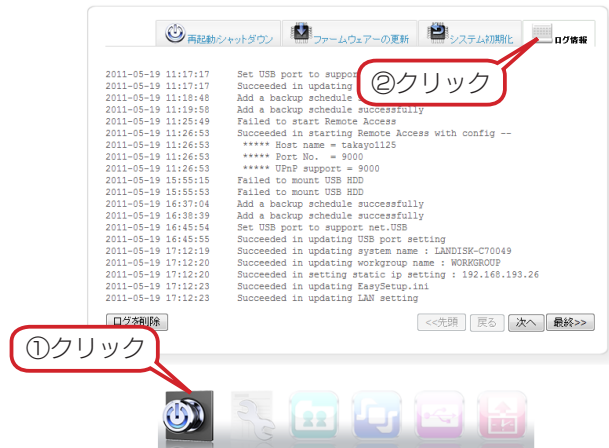 再起動・シャットダウン ファームウェアーの更新 システム初期化 ログ情報
②クリック
2011-05-19 11:17:17 Set USB port to suppor
2011-05-19 11:17:17 Succeeded in updating
2011-05-19 11:18:48 Add a backup schedule
2011-05-19 11:19:58 Add a backup schedule successfully
2011-05-19 11:25:49 Failed to start Remote Access
2011-05-19 11:26:53 Succeeded in starting Remote Access with config --
2011-05-19 11:26:53 ***** Host name = takayo1125
2011-05-19 11:26:53 ***** Port No. = 9000
2011-05-19 11:26:53 ***** UPnP support = 9000
2011-05-19 15:55:15 Failed to mount USB HDD
2011-05-19 15:55:53 Failed to mount USB HDD
2011-05-19 16:37:04 Add a backup schedule successfully
2011-05-19 16:38:39 Add a backup schedule successfully
2011-05-19 16:45:54 Set USB port to support net.USB
2011-05-19 16:45:55 Succeeded in updating USB port setting
2011-05-19 17:12:19 Succeeded in updating system name : LANDISK-C70049
2011-05-19 17:12:20 Succeeded in updating workgroup name : WORKGROUP
2011-05-19 17:12:20 Succeeded in setting static ip setting : 192.168.193.26
2011-05-19 17:12:23 Succeeded in updating EasySetup.ini
2011-05-19 17:12:23 Succeeded in updating LAN setting
ログを削除 <<先頭 戻る 次へ 最終>>
①クリック